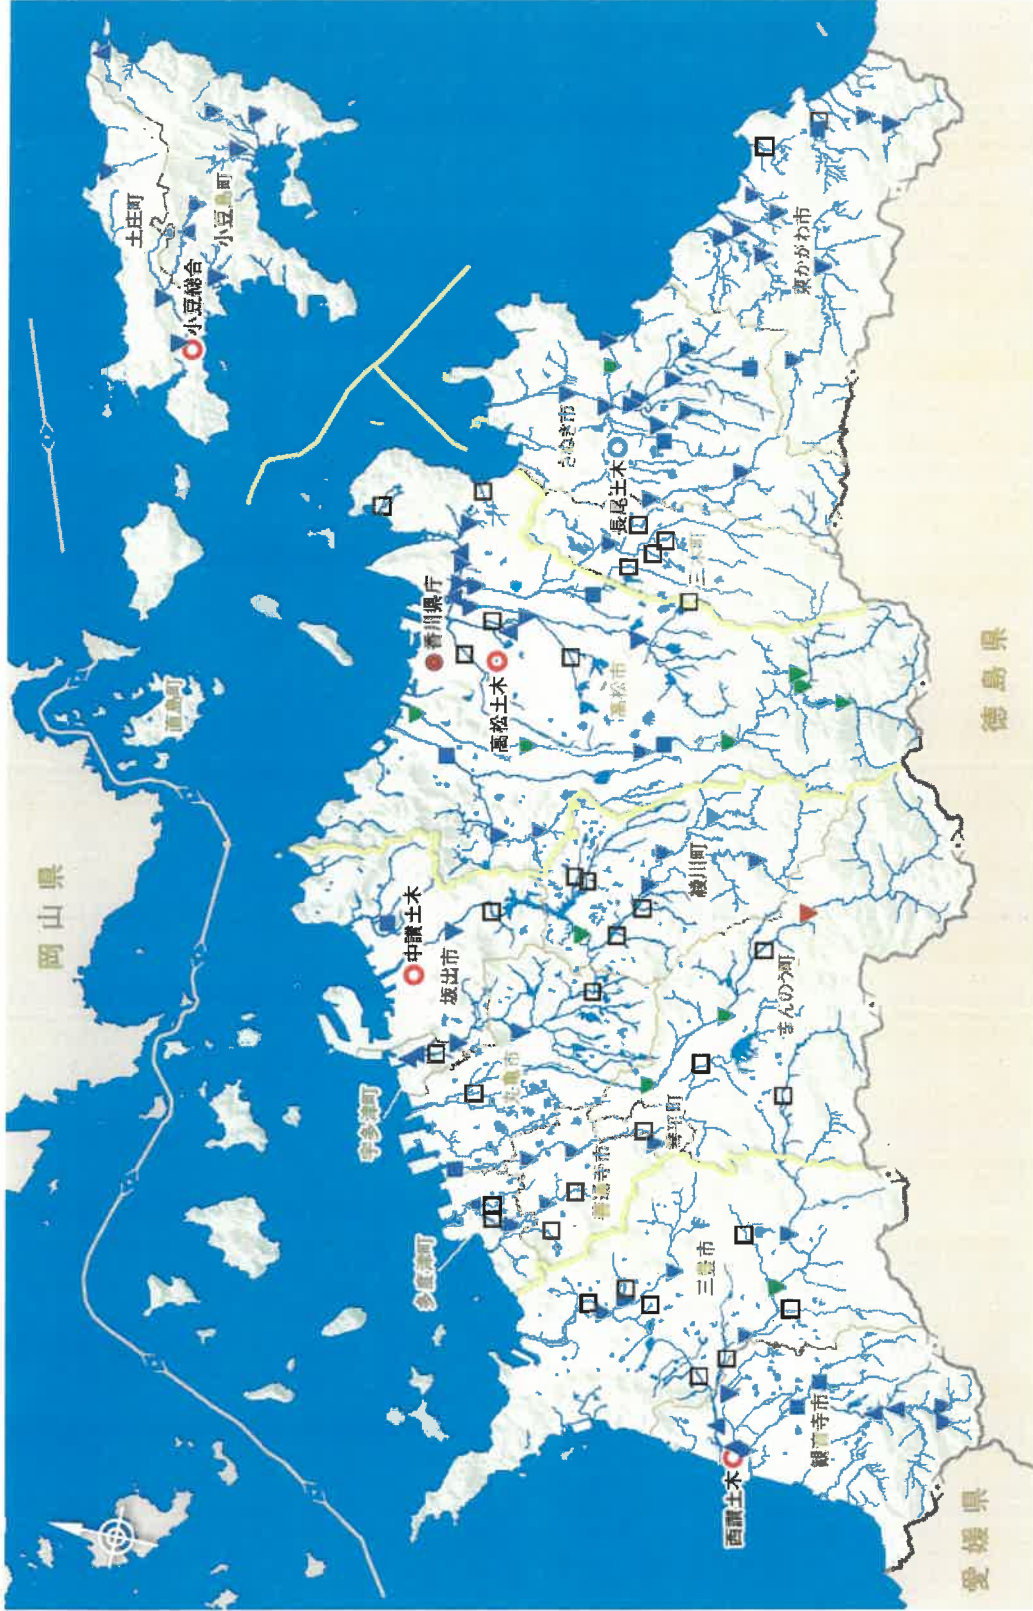 岡山県
土庄町
小豆島町
小豆総合
直島町
香川県庁
高松土木
高松市
さぬき市
長尾土木
三木町
東かがわ市
中讃土木
坂出市
宇多津町
丸亀市
綾川町
まんのう町
琴平町
善通寺市
多度津町
三豊市
西讃土木
観音寺市
愛媛県
徳島県